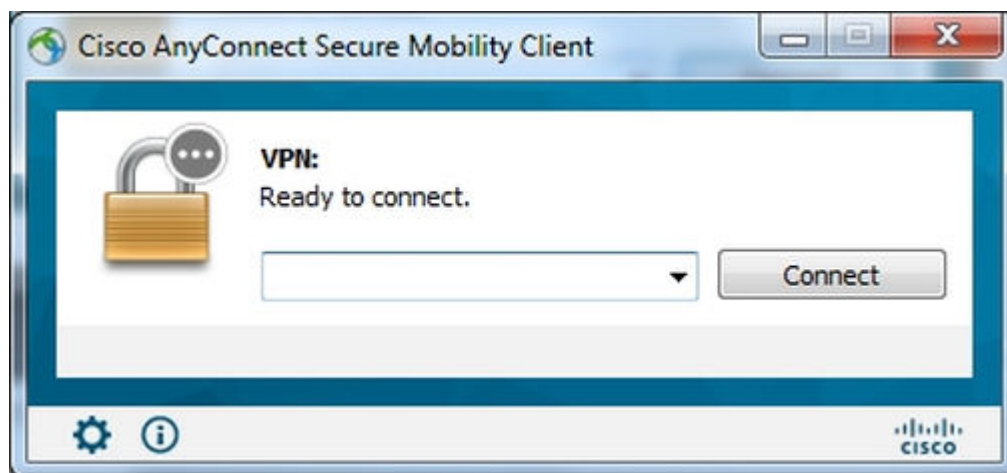 Cisco AnyConnect Secure Mobility Client
VPN:
Ready to connect.
Connect
CISCO